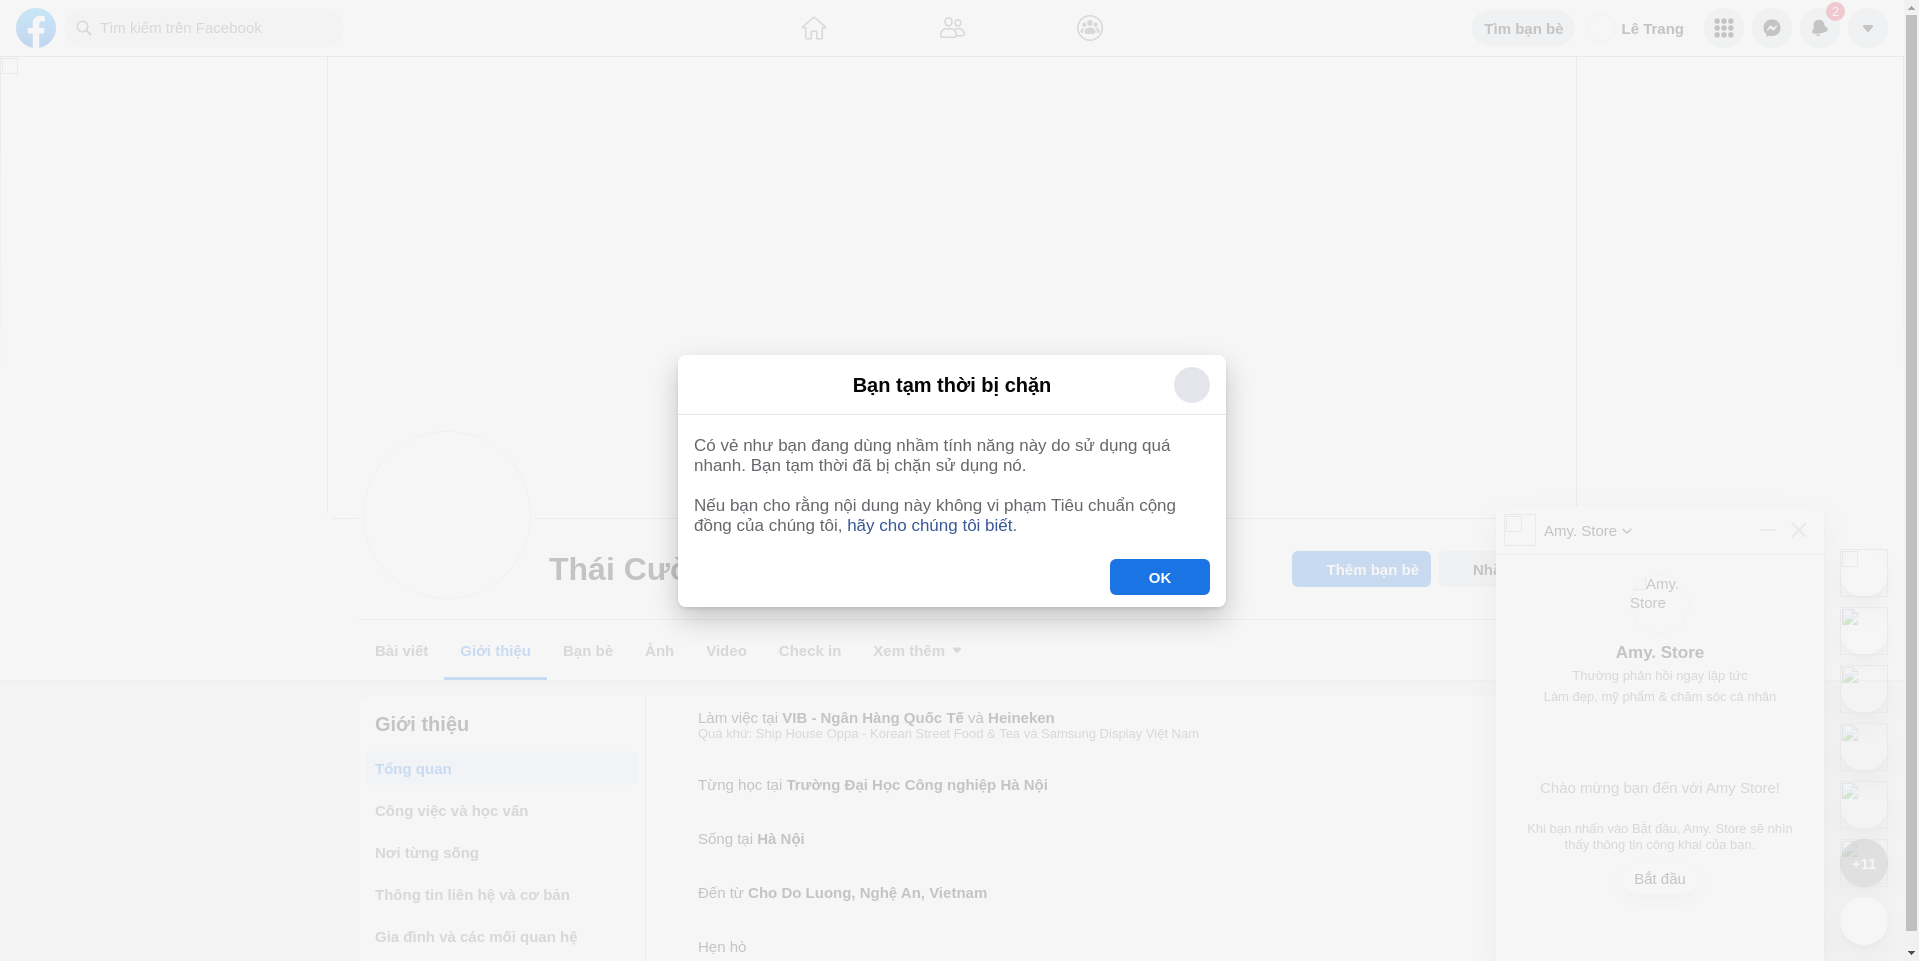 Tìm kiếm trên Facebook
Tìm bạn bè
Lê Trang
2
Bạn tạm thời bị chặn
Có vẻ như bạn đang dùng nhầm tính năng này do sử dụng quá
nhanh. Bạn tạm thời đã bị chặn sử dụng nó.
Nếu bạn cho rằng nội dung này không vi phạm Tiêu chuẩn cộng
đồng của chúng tôi, hãy cho chúng tôi biết.
OK
Thái
Thêm bạn bè
Bài viết
Giới thiệu
Bạn bè
Ảnh
Video
Check in
Xem thêm
Giới thiệu
Tổng quan
Công việc và học vấn
Nơi từng sống
Thông tin liên hệ và cơ bản
Gia đình và các mối quan hệ
Làm việc tại VIB - Ngân Hàng Quốc Tế và Heineken
Quá khứ: Ship House Oppa - Korean Street Food & Tea và Samsung Display Việt Nam
Từng học tại Trường Đại Học Công nghiệp Hà Nội
Sống tại Hà Nội
Đến từ Cho Do Luong, Nghệ An, Vietnam
Hẹn hò
Amy. Store
Amy.
Store
Amy. Store
Thường phản hồi ngay lập tức
Làm đẹp, mỹ phẩm & chăm sóc cá nhân
Chào mừng bạn đến với Amy Store!
Khi bạn nhấn vào Bắt đầu, Amy. Store sẽ nhìn
thấy thông tin công khai của bạn.
Bắt đầu
+11